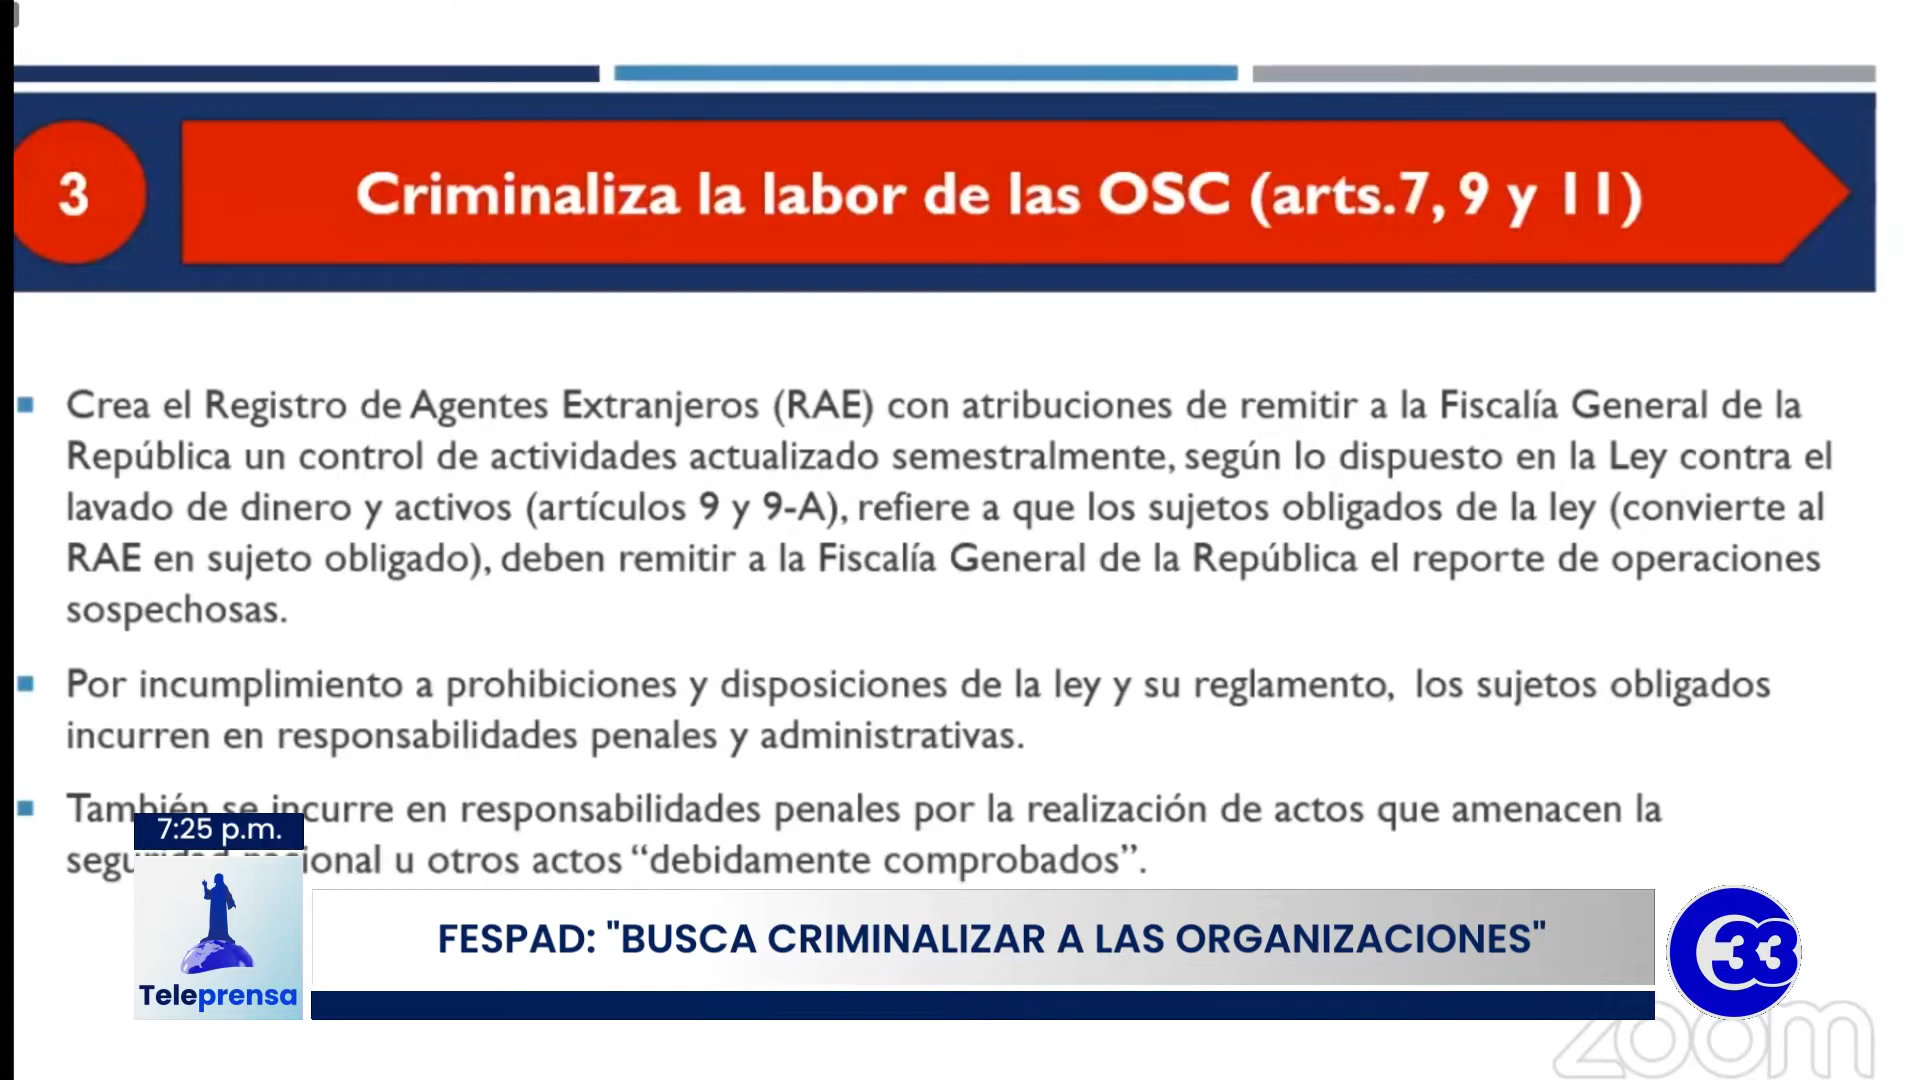 3
Criminaliza la labor de las OSC (arts.7, 9 y 11)
Crea el Registro de Agentes Extranjeros (RAE) con atribuciones de remitir a la Fiscalía General de la
República un control de actividades actualizado semestralmente, según lo dispuesto en la Ley contra el
lavado de dinero y activos (artículos 9 y 9-A), refiere a que los sujetos obligados de la ley (convierte al
RAE en sujeto obligado), deben remitir a la Fiscalía General de la República el reporte de operaciones
sospechosas.
Por incumplimiento a prohibiciones y disposiciones de la ley y su reglamento, los sujetos obligados
incurren en responsabilidades penales y administrativas.
También se incurre en responsabilidades penales por la realización de actos que amenacen la
seguridad nacional u otros actos “debidamente comprobados”.
7:25 p.m.
Teleprensa
FESPAD: "BUSCA CRIMINALIZAR A LAS ORGANIZACIONES"
33
zoom